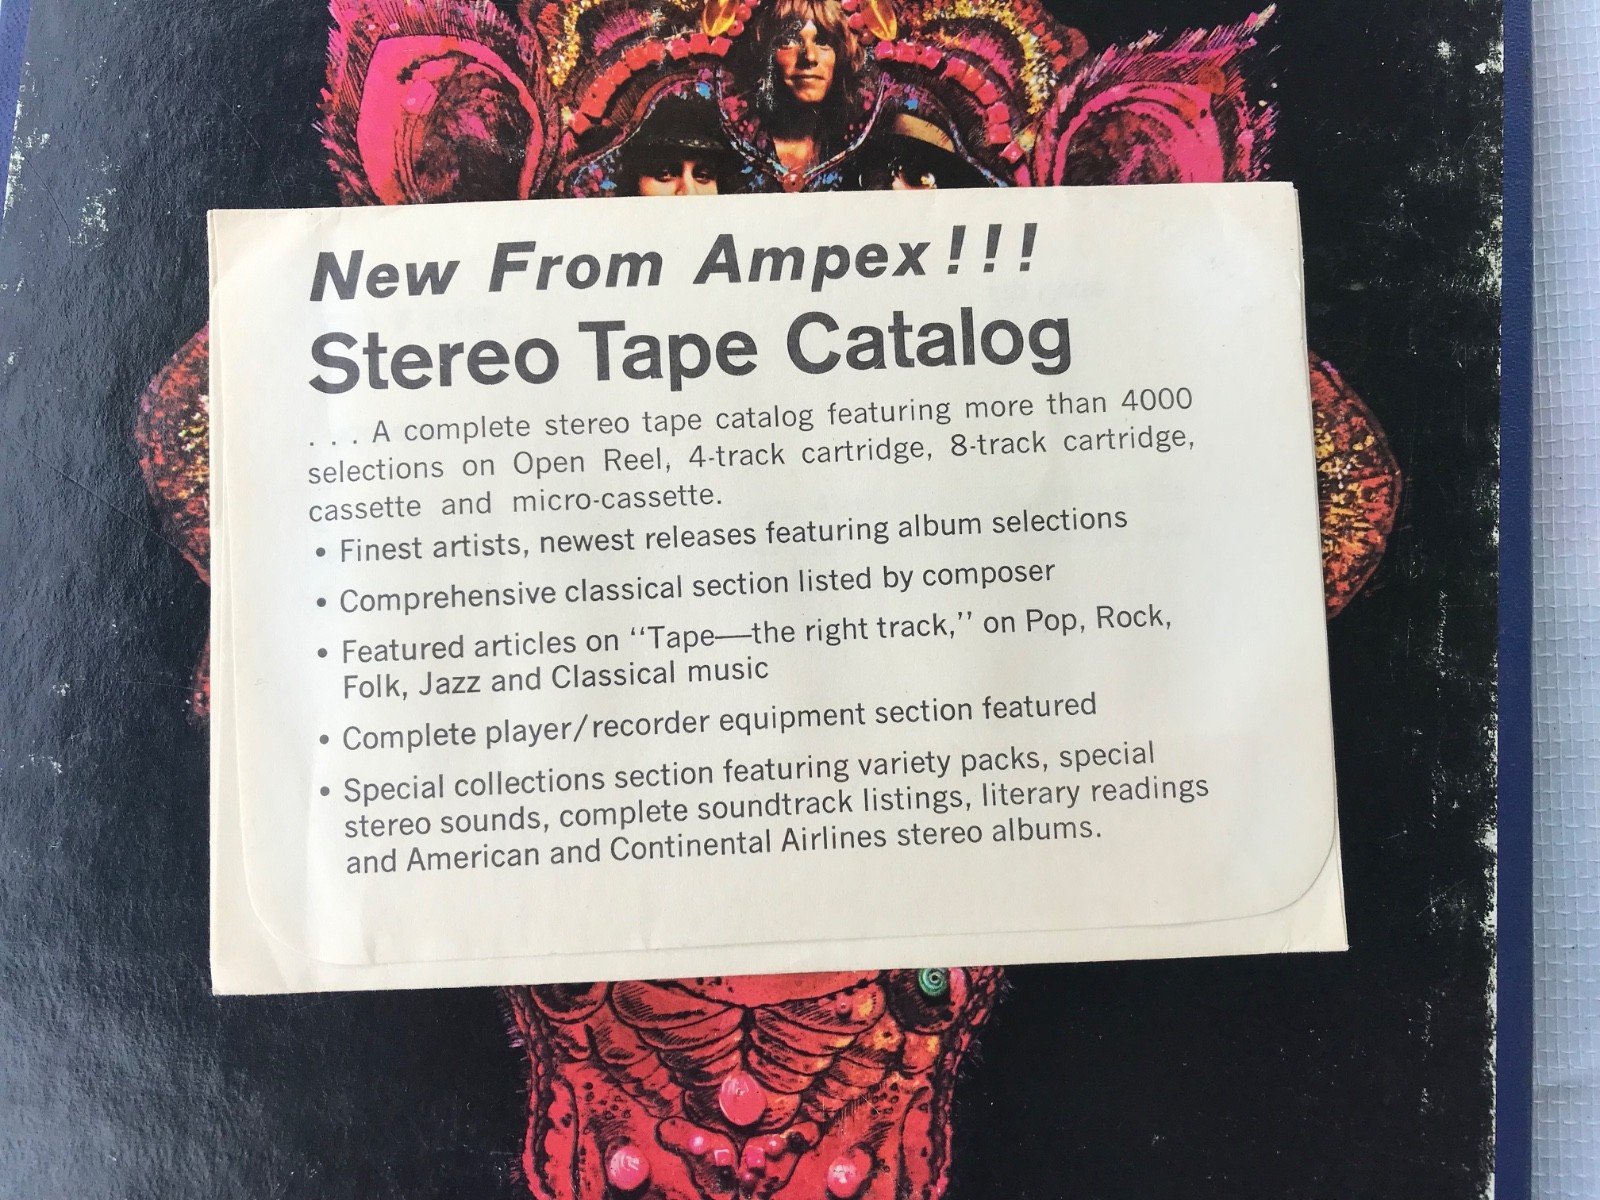 New From Ampex!!!
Stereo Tape Catalog
. . . A complete stereo tape catalog featuring more than 4000
selections on Open Reel, 4-track cartridge, 8-track cartridge,
cassette and micro-cassette.
• Finest artists, newest releases featuring album selections
• Comprehensive classical section listed by composer
• Featured articles on “Tape—the right track,” on Pop, Rock,
Folk, Jazz and Classical music
• Complete player/recorder equipment section featured
• Special collections section featuring variety packs, special
stereo sounds, complete soundtrack listings, literary readings
and American and Continental Airlines stereo albums.